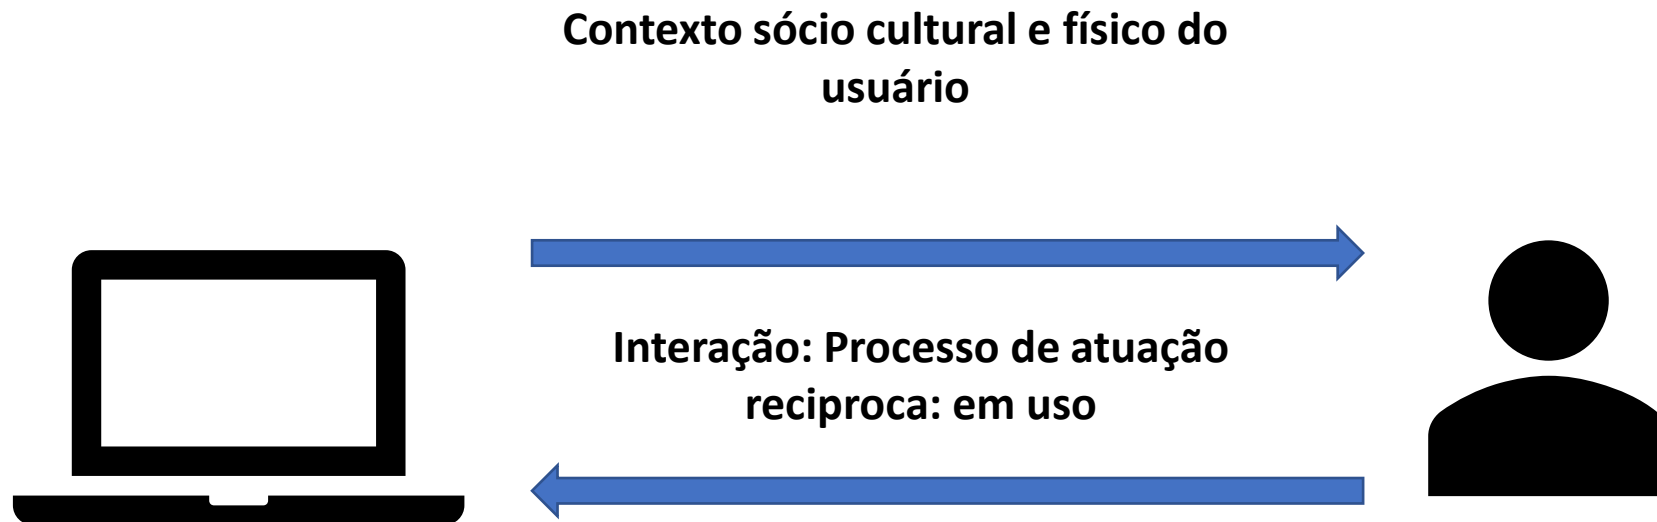 Contexto sócio cultural e físico do
usuário
Interação: Processo de atuação
reciproca: em uso